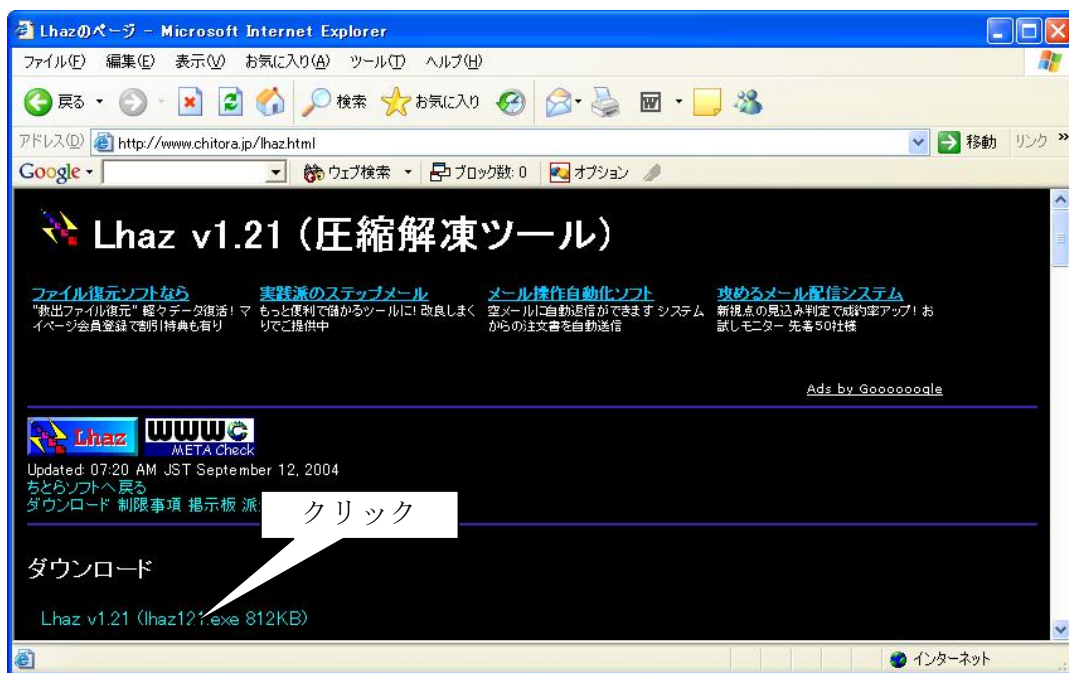 Lhazのページ - Microsoft Internet Explorer
ファイル(F) 編集(E) 表示(V) お気に入り(A) ツール(T) ヘルプ(H)
戻る 検索 お気に入り
アドレス(D) http://www.chitora.jp/lhaz.html 移動 リンク »
Google ウェブ検索 ブロック数: 0 オプション
Lhaz v1.21 (圧縮解凍ツール)
ファイル復元ソフトなら 実践派のステップメール メール操作自動化ソフト 攻めるメール配信システム
"救出ファイル復元" 軽々データ復活! マ もっと便利で儲かるツールに! 改良しまく 空メールに自動返信ができます システム 新視点の見込み判定で成約率アップ! お
イページ会員登録で割引特典も有り りでご提供中 からの注文書を自動送信 試しモニター 先着50社様
Ads by Goooooogle
Lhaz WWWC
META Check
Updated: 07:20 AM JST September 12, 2004
ちとらソフトへ戻る
ダウンロード 制限事項 掲示板 派
クリック
ダウンロード
Lhaz v1.21 (lhaz121.exe 812KB)
インターネット